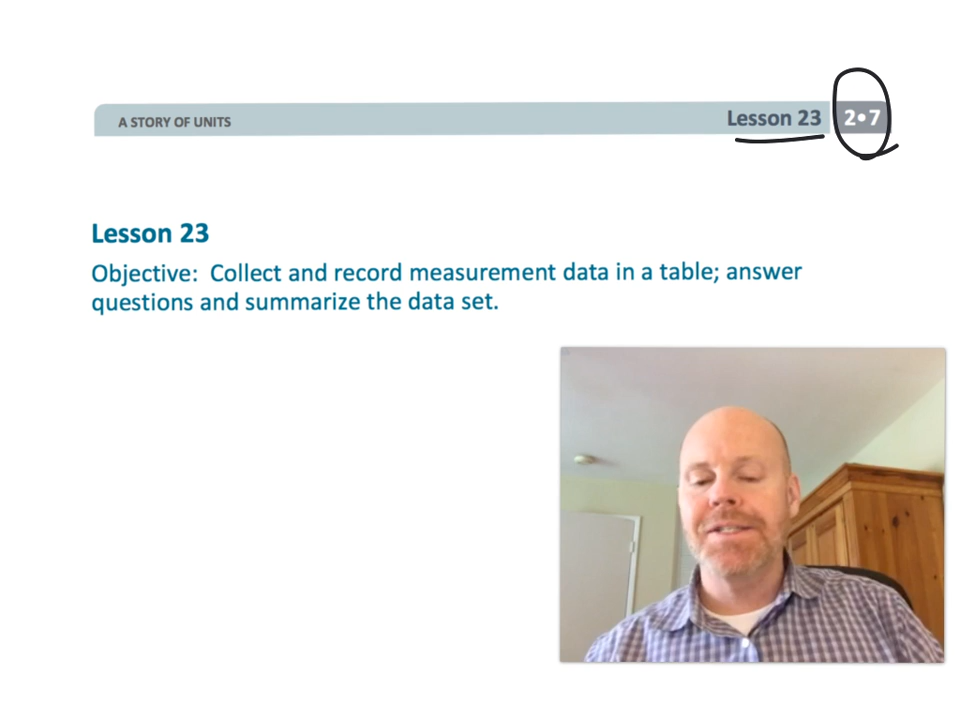 A STORY OF UNITS Lesson 23 2•7
Lesson 23
Objective: Collect and record measurement data in a table; answer
questions and summarize the data set.